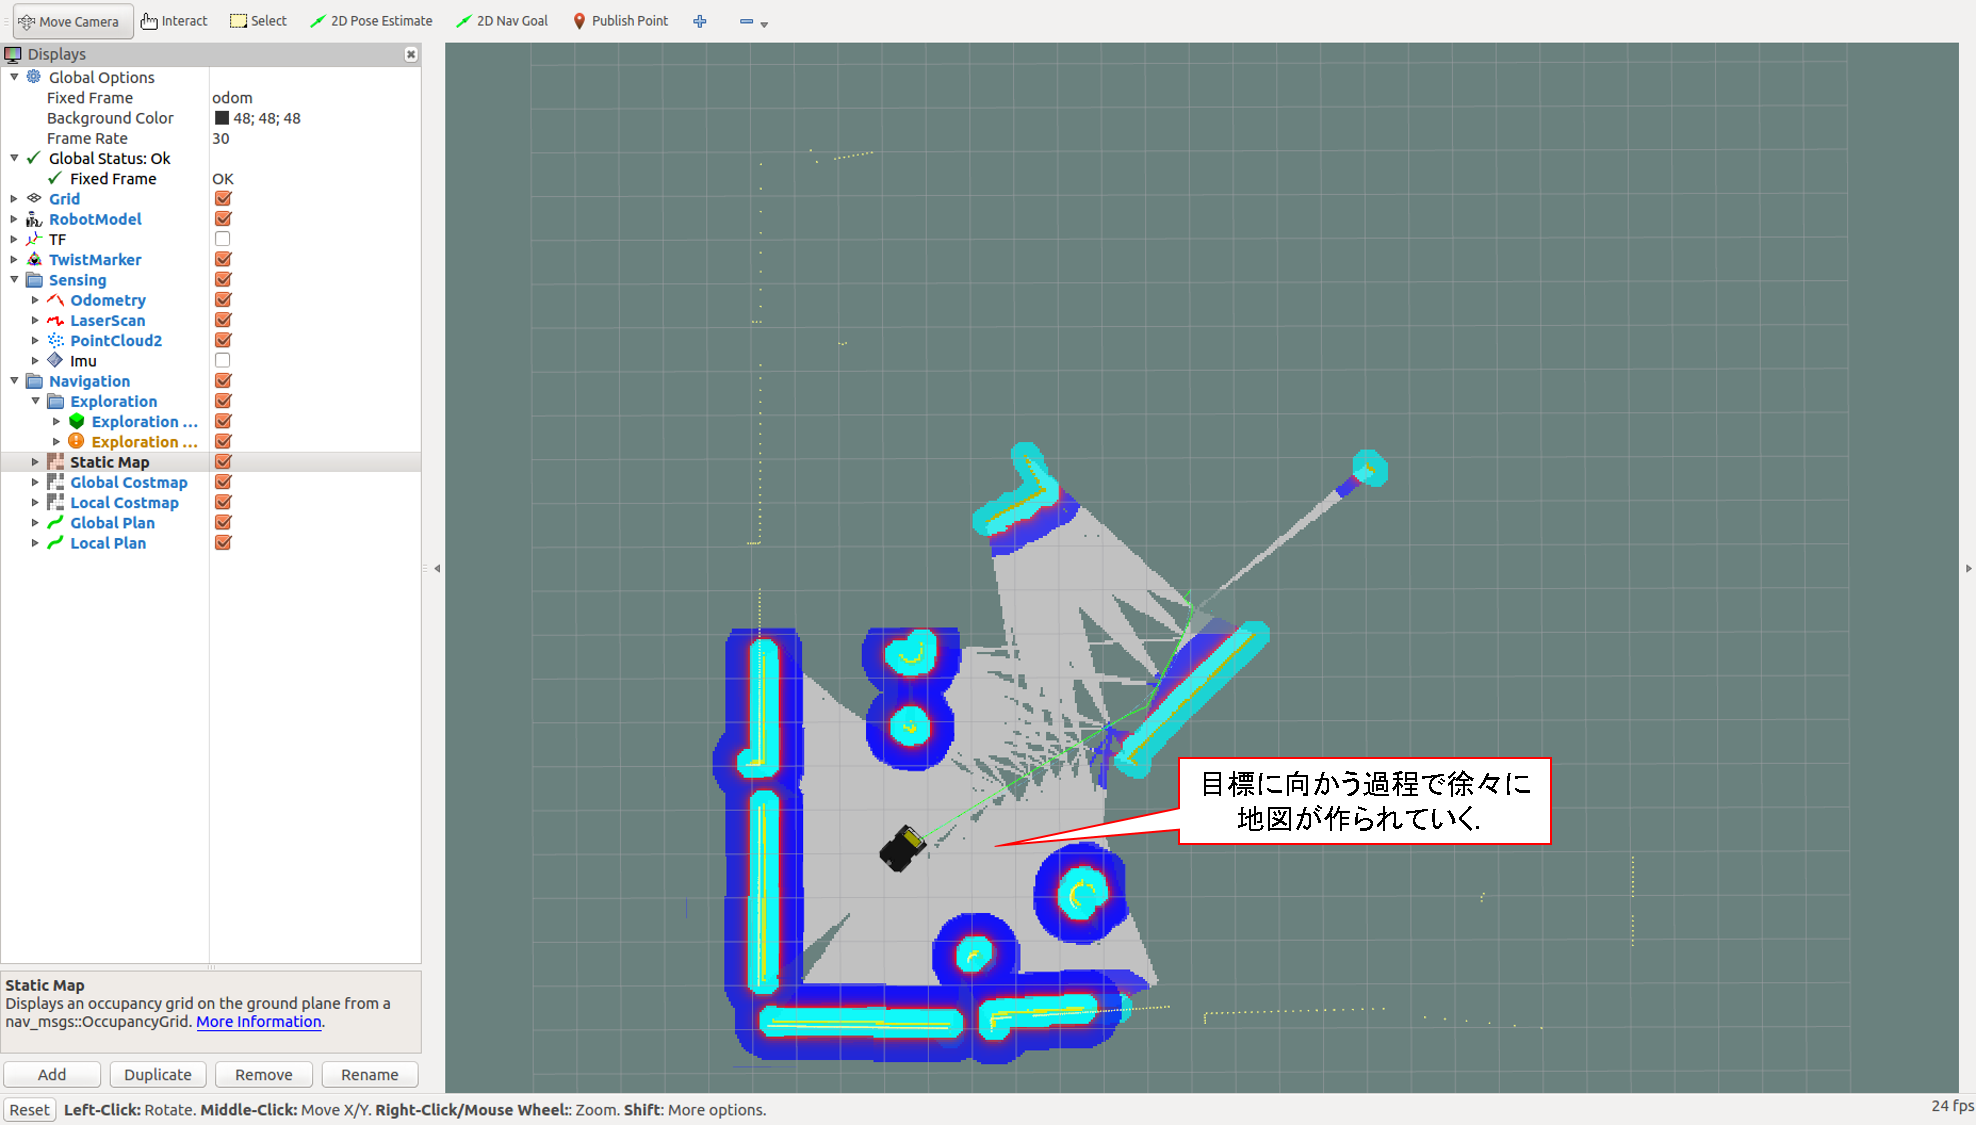 Move Camera Interact Select 2D Pose Estimate 2D Nav Goal Publish Point
Displays
Global Options
Fixed Frame odom
Background Color 48; 48; 48
Frame Rate 30
Global Status: Ok
Fixed Frame OK
Grid
RobotModel
TF
TwistMarker
Sensing
Odometry
LaserScan
PointCloud2
Imu
Navigation
Exploration
Exploration ...
Exploration ...
Static Map
Global Costmap
Local Costmap
Global Plan
Local Plan
目標に向かう過程で徐々に
地図が作られていく.
Static Map
Displays an occupancy grid on the ground plane from a
nav_msgs::OccupancyGrid. More Information.
Add Duplicate Remove Rename
Reset Left-Click: Rotate. Middle-Click: Move X/Y. Right-Click/Mouse Wheel:: Zoom. Shift: More options. 24 fps